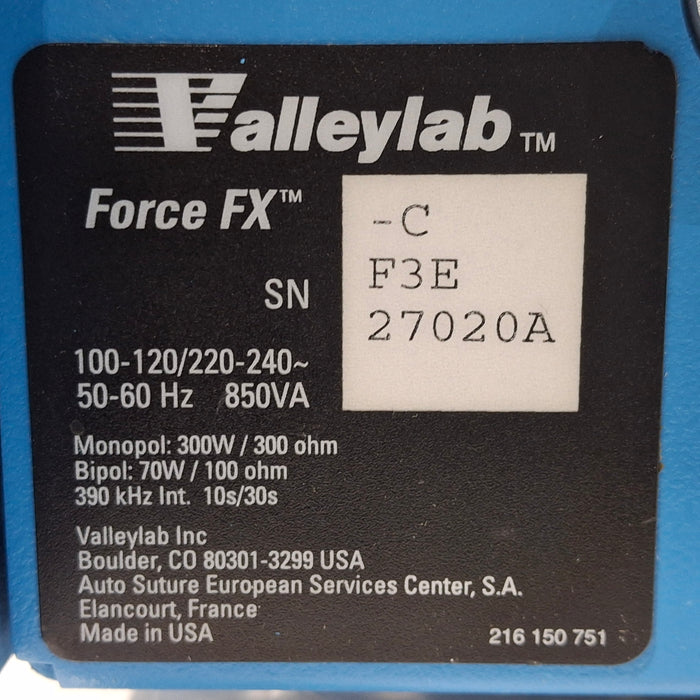 Valleylab™
Force FX™ -C
SN F3E
27020A
100-120/220-240~
50-60 Hz 850VA
Monopol: 300W / 300 ohm
Bipol: 70W / 100 ohm
390 kHz Int. 10s/30s
Valleylab Inc
Boulder, CO 80301-3299 USA
Auto Suture European Services Center, S.A.
Elancourt, France
Made in USA
216 150 751